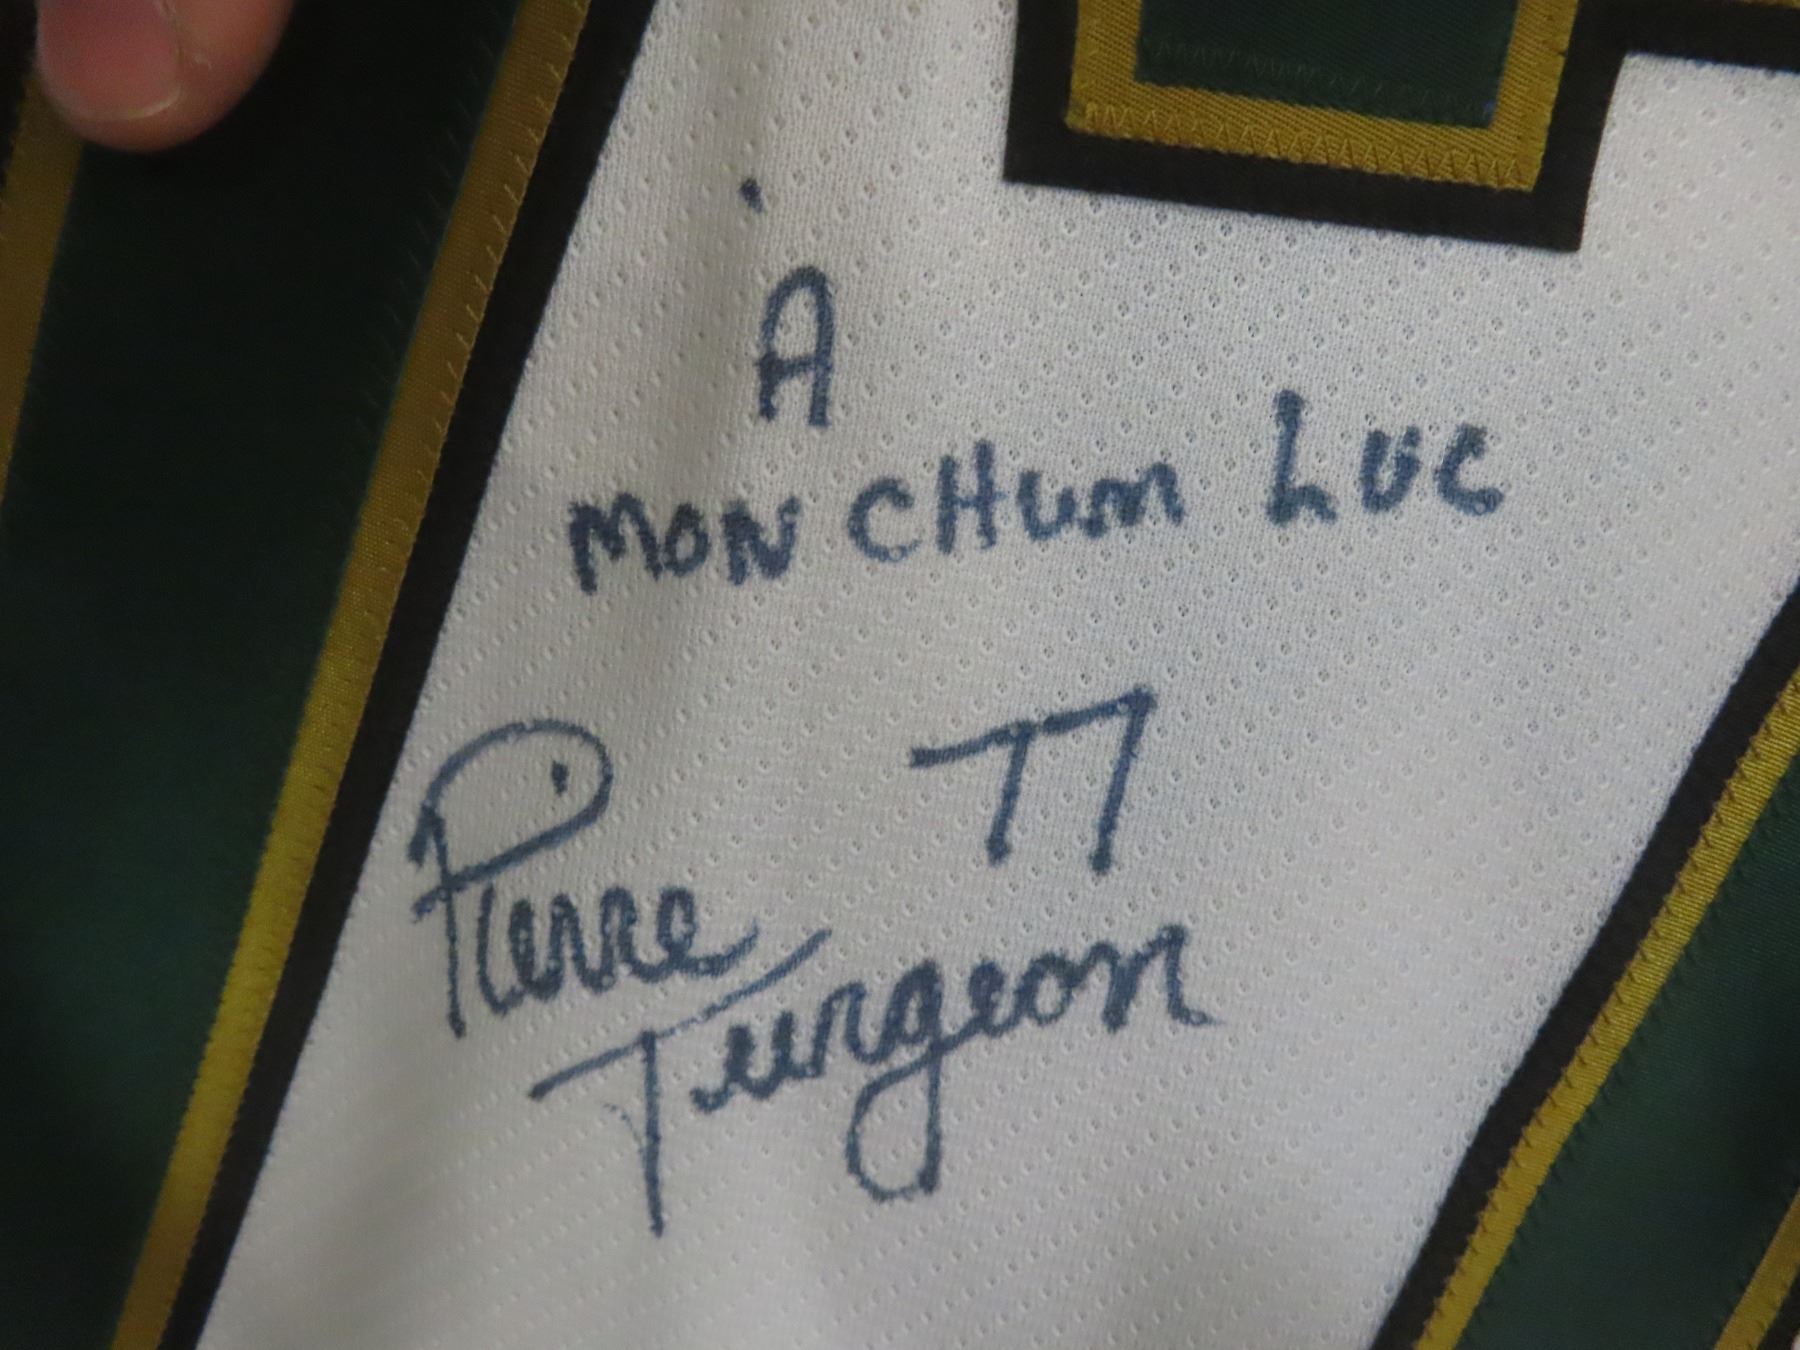 À
MON CHUM LUC
77
Pierre
Turgeon